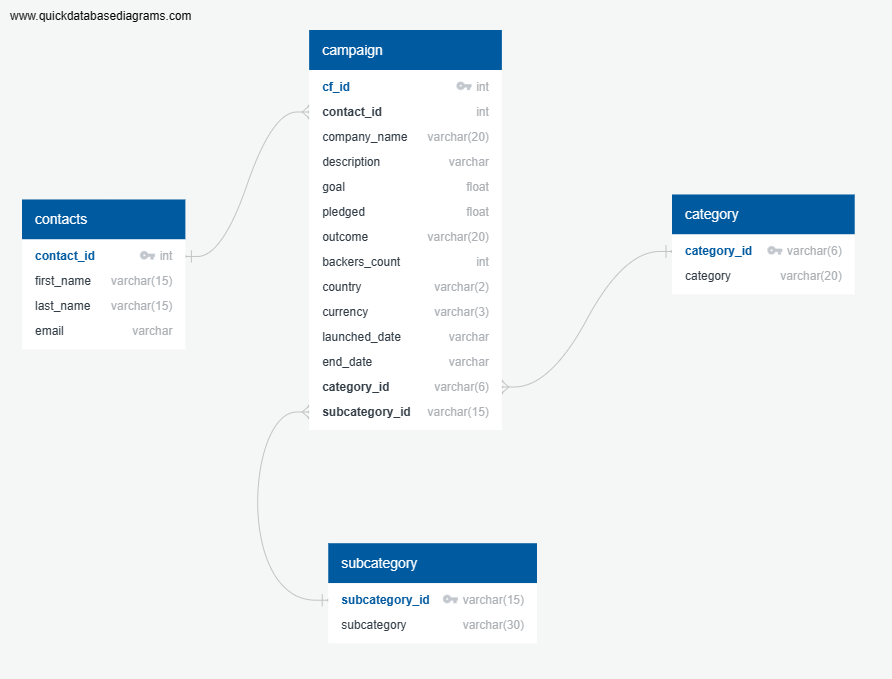 www.quickdatabasediagrams.com
campaign
cf_id int
contact_id int
company_name varchar(20)
description varchar
goal float
pledged float
outcome varchar(20)
backers_count int
country varchar(2)
currency varchar(3)
launched_date varchar
end_date varchar
category_id varchar(6)
subcategory_id varchar(15)
contacts
contact_id int
first_name varchar(15)
last_name varchar(15)
email varchar
category
category_id varchar(6)
category varchar(20)
subcategory
subcategory_id varchar(15)
subcategory varchar(30)